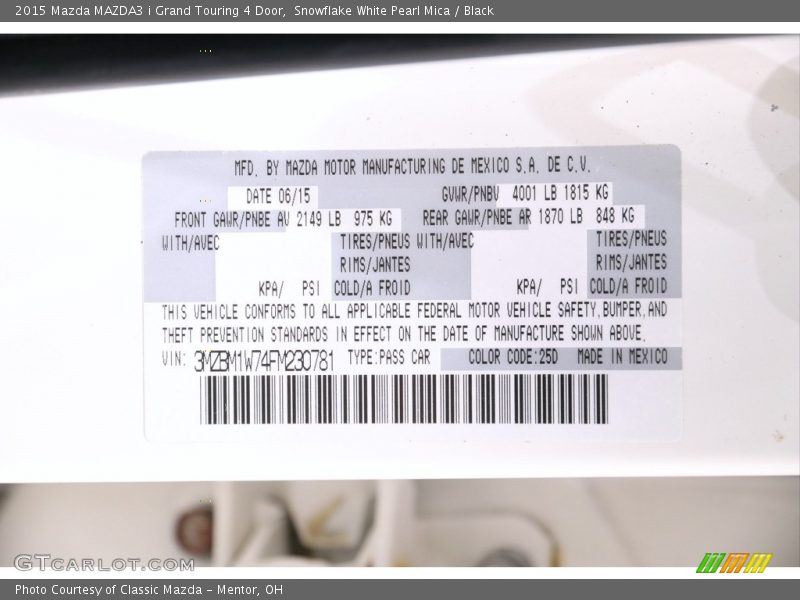 2015 Mazda MAZDA3 i Grand Touring 4 Door,  Snowflake White Pearl Mica / Black
MFD. BY MAZDA MOTOR MANUFACTURING DE MEXICO S.A. DE C.V.
DATE 06/15 GVWR/PNBV 4001 LB 1815 KG
FRONT GAWR/PNBE AV 2149 LB 975 KG REAR GAWR/PNBE AR 1870 LB 848 KG
WITH/AVEC TIRES/PNEUS WITH/AVEC TIRES/PNEUS
RIMS/JANTES RIMS/JANTES
KPA/ PSI COLD/A FROID KPA/ PSI COLD/A FROID
THIS VEHICLE CONFORMS TO ALL APPLICABLE FEDERAL MOTOR VEHICLE SAFETY,BUMPER,AND
THEFT PREVENTION STANDARDS IN EFFECT ON THE DATE OF MANUFACTURE SHOWN ABOVE.
VIN: 3MZBM1W74FM230781 TYPE:PASS CAR COLOR CODE:25D MADE IN MEXICO
GTCARLOT.COM
Photo Courtesy of Classic Mazda – Mentor, OH